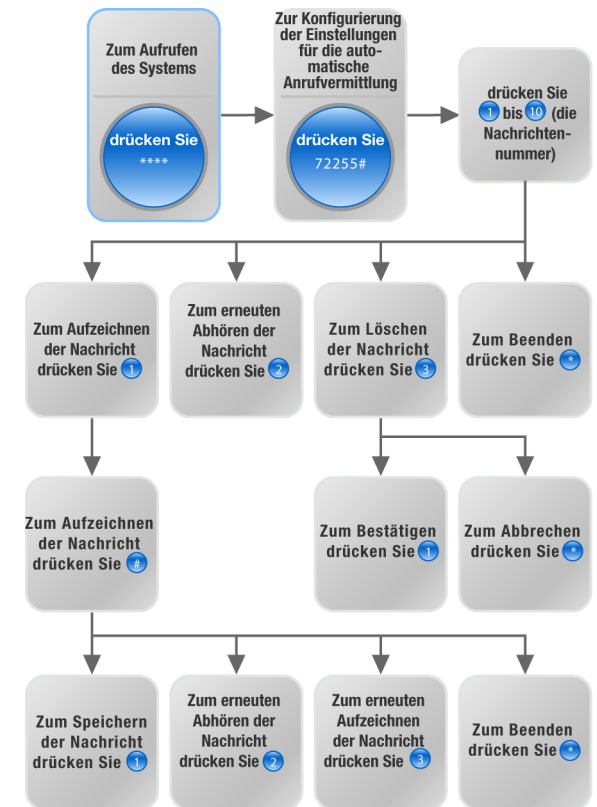 Zum Aufrufen
des Systems
drücken Sie
****
Zur Konfigurierung
der Einstellungen
für die auto-
matische
Anrufvermittlung
drücken Sie
72255#
drücken Sie
1 bis 10 (die
Nachrichten-
nummer)
Zum Aufzeichnen
der Nachricht
drücken Sie 1
Zum erneuten
Abhören der
Nachricht
drücken Sie 2
Zum Löschen
der Nachricht
drücken Sie 3
Zum Beenden
drücken Sie *
Zum Aufzeichnen
der Nachricht
drücken Sie #
Zum Bestätigen
drücken Sie 1
Zum Abbrechen
drücken Sie *
Zum Speichern
der Nachricht
drücken Sie 1
Zum erneuten
Abhören der
Nachricht
drücken Sie 2
Zum erneuten
Aufzeichnen
der Nachricht
drücken Sie 3
Zum Beenden
drücken Sie *